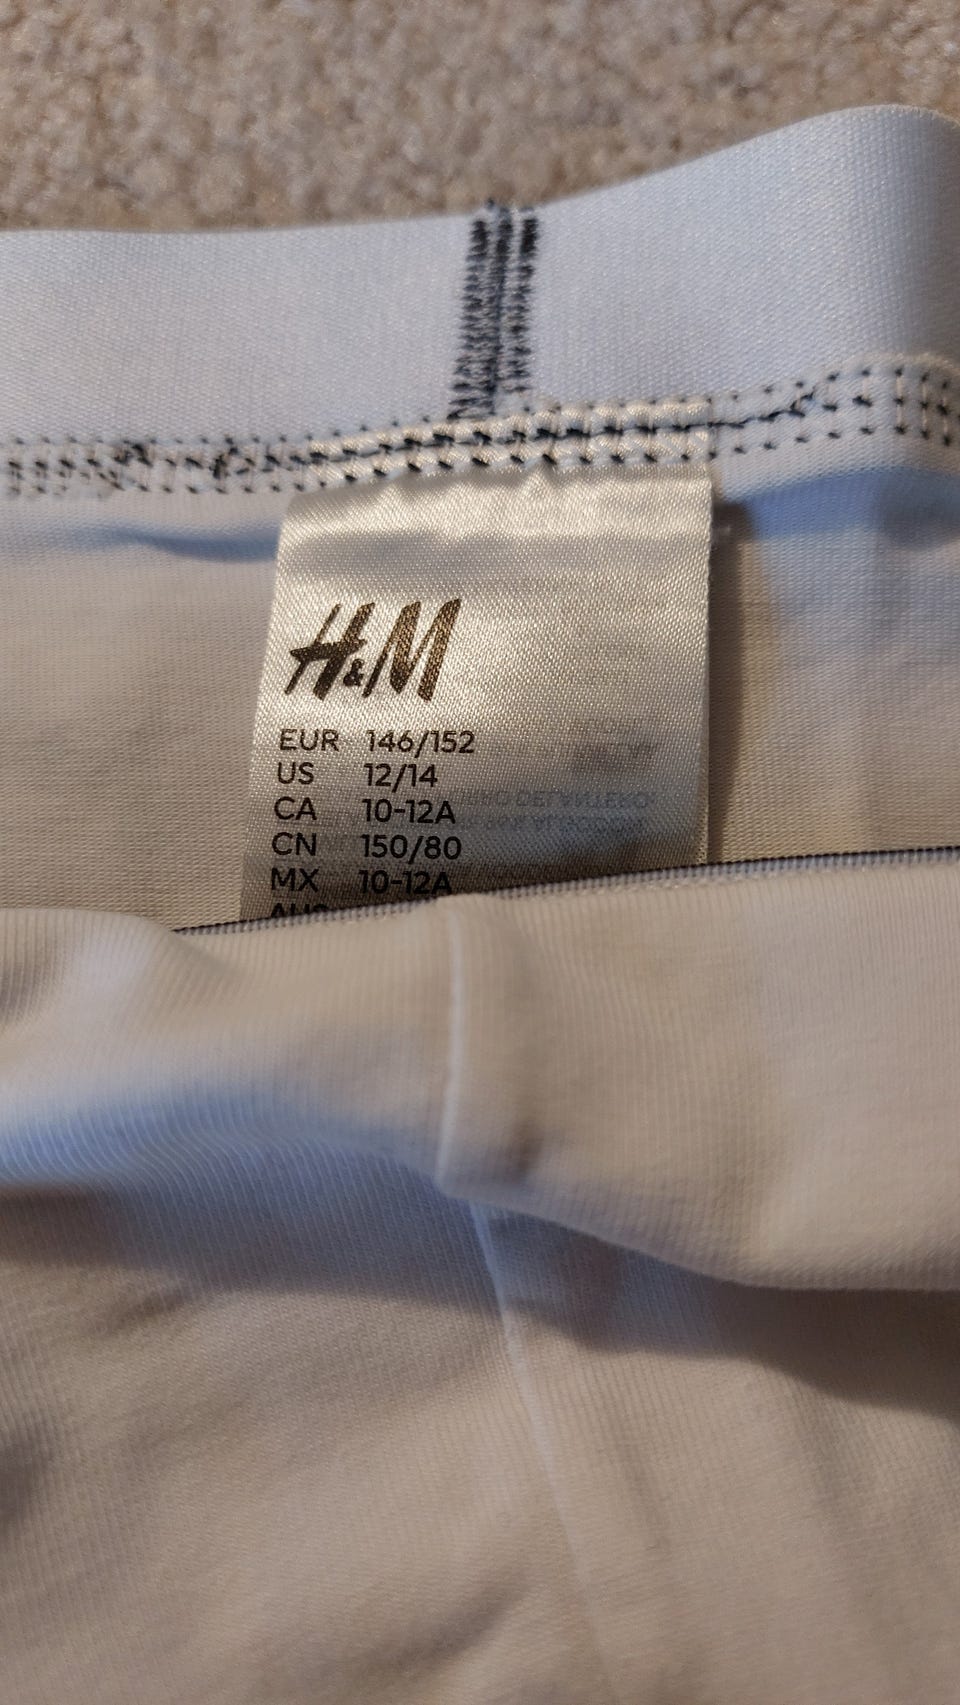 H&M
EUR 146/152
US 12/14
CA 10-12A
CN 150/80
MX 10-12A